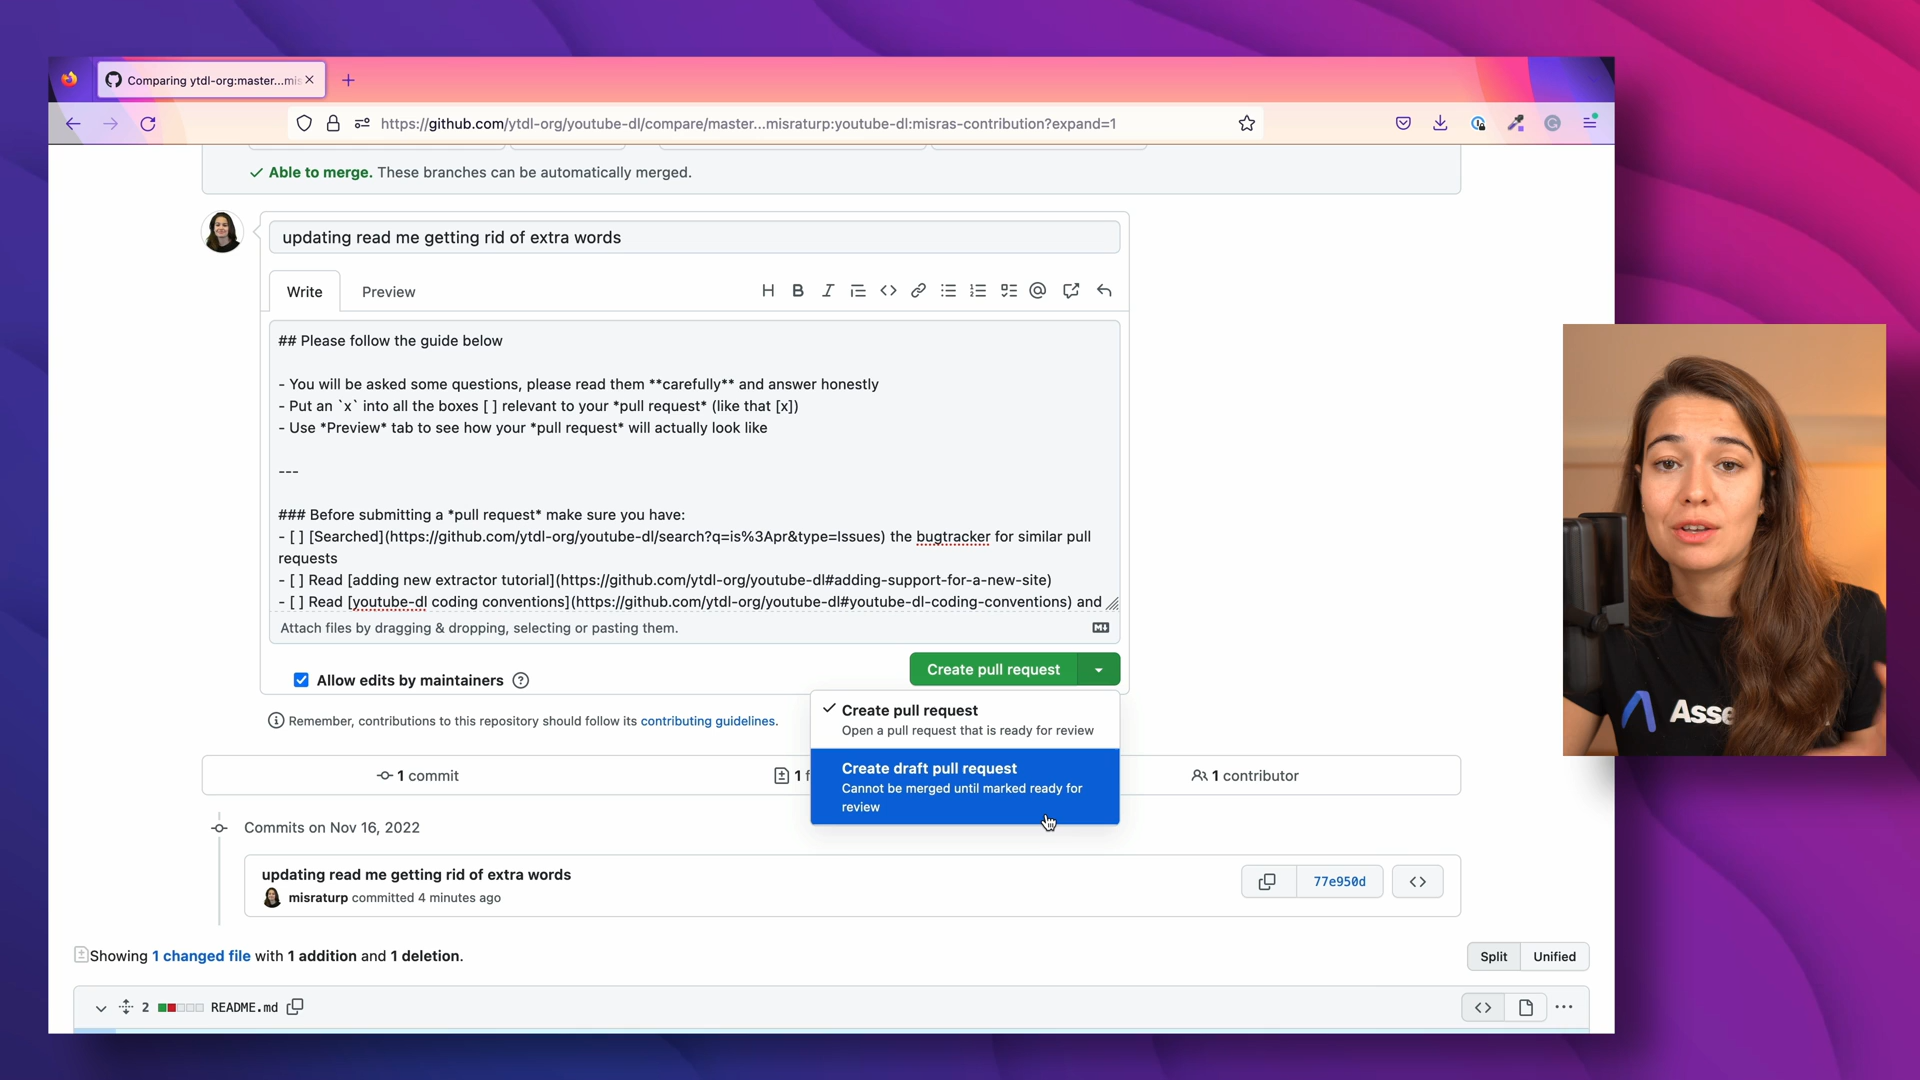 Comparing ytdl-org:master...mis
https://github.com/ytdl-org/youtube-dl/compare/master...misraturp:youtube-dl:misras-contribution?expand=1
Able to merge. These branches can be automatically merged.
updating read me getting rid of extra words
Write Preview
## Please follow the guide below
- You will be asked some questions, please read them **carefully** and answer honestly
- Put an `x` into all the boxes [ ] relevant to your *pull request* (like that [x])
- Use *Preview* tab to see how your *pull request* will actually look like
---
### Before submitting a *pull request* make sure you have:
- [ ] [Searched](https://github.com/ytdl-org/youtube-dl/search?q=is%3Apr&type=Issues) the bugtracker for similar pull
requests
- [ ] Read [adding new extractor tutorial](https://github.com/ytdl-org/youtube-dl#adding-support-for-a-new-site)
- [ ] Read [youtube-dl coding conventions](https://github.com/ytdl-org/youtube-dl#youtube-dl-coding-conventions) and
Attach files by dragging & dropping, selecting or pasting them.
Create pull request
Allow edits by maintainers
Create pull request
Open a pull request that is ready for review
Remember, contributions to this repository should follow its contributing guidelines.
Create draft pull request
Cannot be merged until marked ready for
review
1 commit 1 f 1 contributor
Commits on Nov 16, 2022
updating read me getting rid of extra words
misraturp committed 4 minutes ago
77e950d
Showing 1 changed file with 1 addition and 1 deletion.
Split Unified
2 README.md
Asse